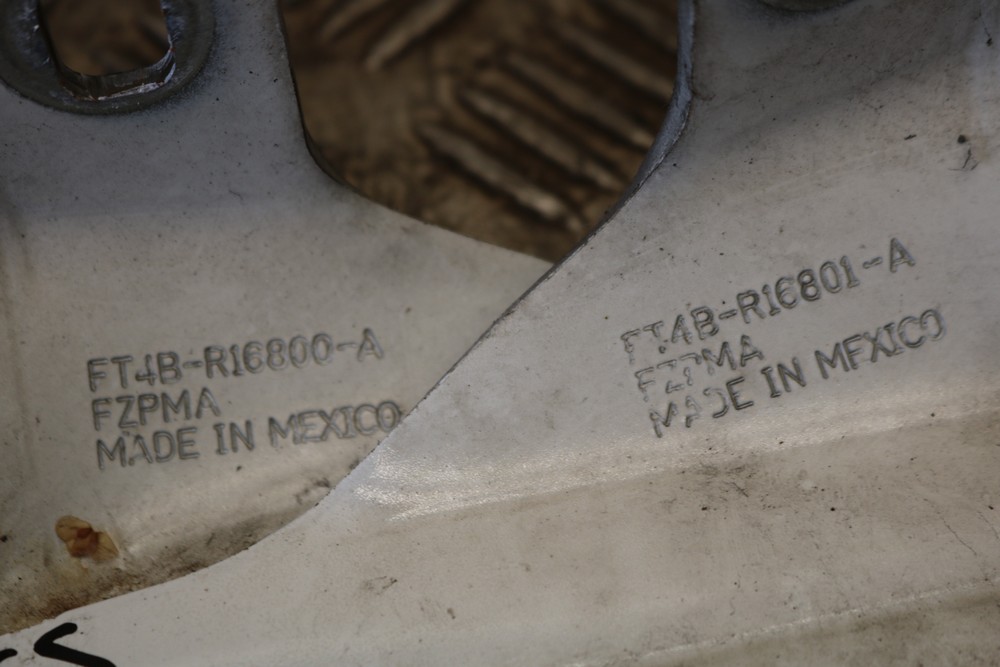 FT4B-R16800-A
FZPMA
MADE IN MEXICO
FT4B-R16801-A
FZPMA
MADE IN MEXICO